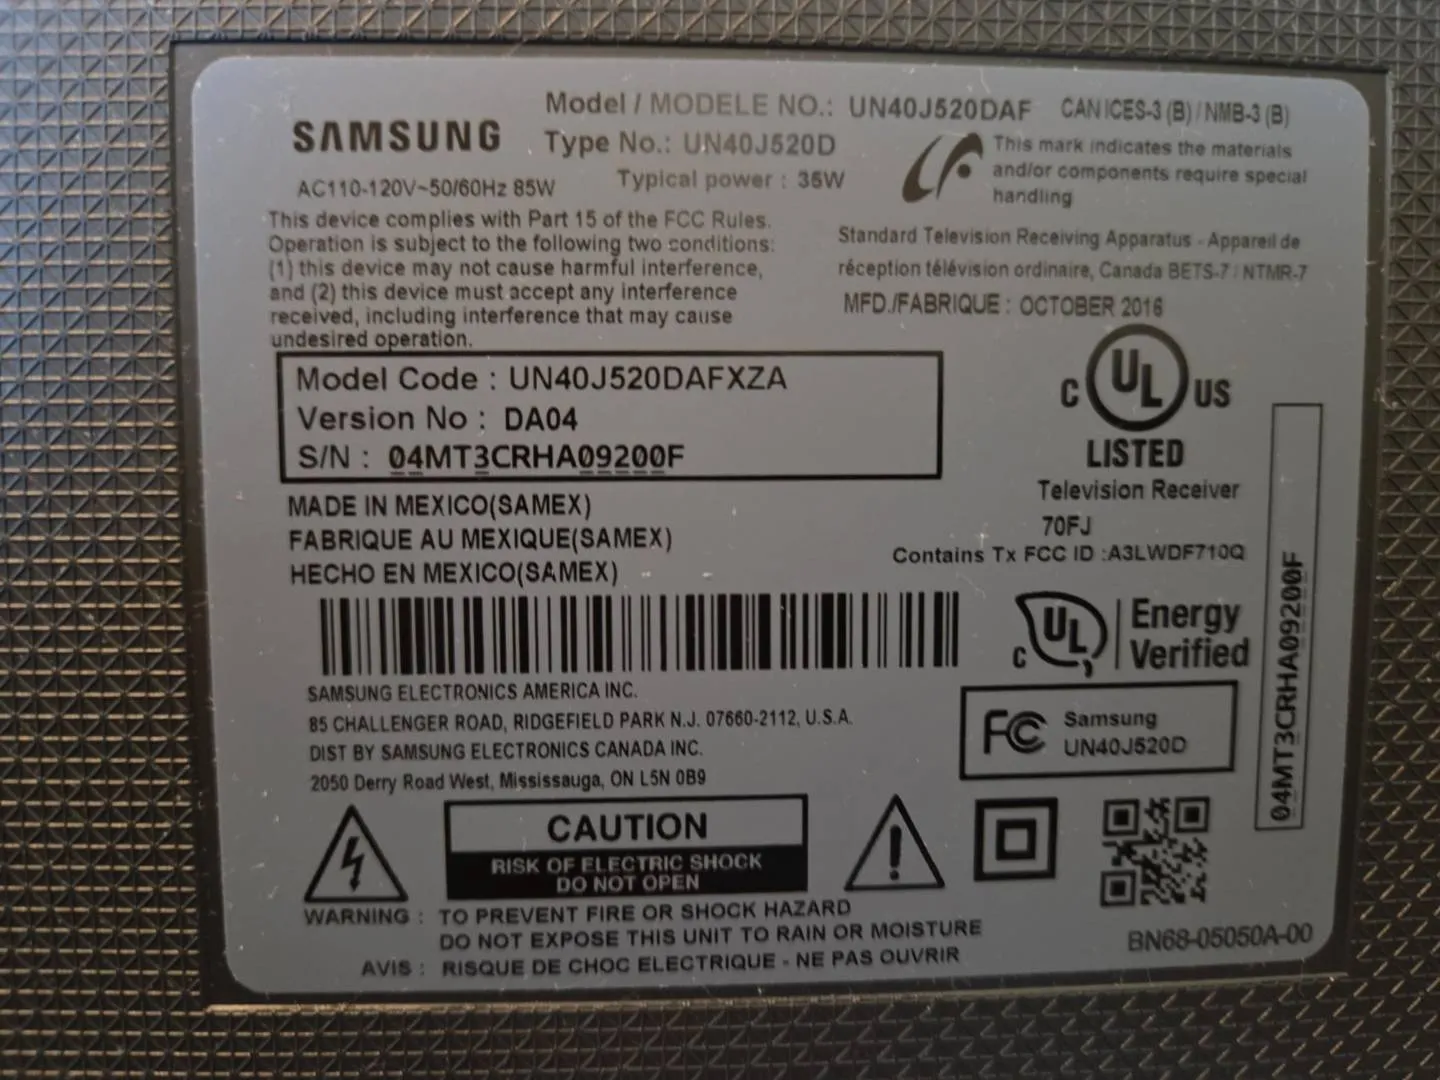 SAMSUNG
Model / MODELE NO.: UN40J520DAF CAN ICES-3 (B) / NMB-3 (B)
Type No.: UN40J520D
AC110-120V~50/60Hz 85W
Typical power : 35W
This mark indicates the materials
and/or components require special
handling
This device complies with Part 15 of the FCC Rules.
Operation is subject to the following two conditions:
(1) this device may not cause harmful interference,
and (2) this device must accept any interference
received, including interference that may cause
undesired operation.
Standard Television Receiving Apparatus - Appareil de
réception télévision ordinaire, Canada BETS-7 / NTMR-7
MFD./FABRIQUE : OCTOBER 2016
Model Code : UN40J520DAFXZA
Version No : DA04
S/N : 04MT3CRHA09200F
C UL US
LISTED
Television Receiver
70FJ
Contains Tx FCC ID :A3LWDF710Q
MADE IN MEXICO(SAMEX)
FABRIQUE AU MEXIQUE(SAMEX)
HECHO EN MEXICO(SAMEX)
C UL Energy
Verified
04MT3CRHA09200F
SAMSUNG ELECTRONICS AMERICA INC.
85 CHALLENGER ROAD, RIDGEFIELD PARK N.J. 07660-2112, U.S.A.
DIST BY SAMSUNG ELECTRONICS CANADA INC.
2050 Derry Road West, Mississauga, ON L5N 0B9
FC Samsung
UN40J520D
CAUTION
RISK OF ELECTRIC SHOCK
DO NOT OPEN
WARNING : TO PREVENT FIRE OR SHOCK HAZARD
DO NOT EXPOSE THIS UNIT TO RAIN OR MOISTURE
AVIS : RISQUE DE CHOC ELECTRIQUE - NE PAS OUVRIR
BN68-05050A-00